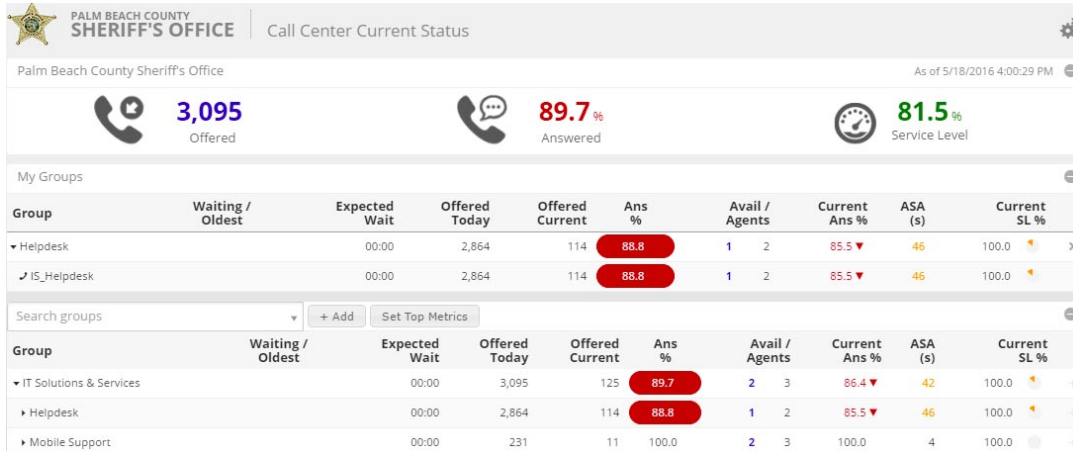 PALM BEACH COUNTY
SHERIFF'S OFFICE Call Center Current Status
Palm Beach County Sheriff's Office As of 5/18/2016 4:00:29 PM
3,095 89.7% 81.5%
Offered Answered Service Level
My Groups
Group Waiting / Oldest Expected Wait Offered Today Offered Current Ans % Avail / Agents Current Ans % ASA (s) Current SL %
Helpdesk 00:00 2,864 114 88.8 1 2 85.5 46 100.0
IS_Helpdesk 00:00 2,864 114 88.8 1 2 85.5 46 100.0
Search groups + Add Set Top Metrics
Group Waiting / Oldest Expected Wait Offered Today Offered Current Ans % Avail / Agents Current Ans % ASA (s) Current SL %
IT Solutions & Services 00:00 3,095 125 89.7 2 3 86.4 42 100.0
Helpdesk 00:00 2,864 114 88.8 1 2 85.5 46 100.0
Mobile Support 00:00 231 11 100.0 2 3 100.0 4 100.0